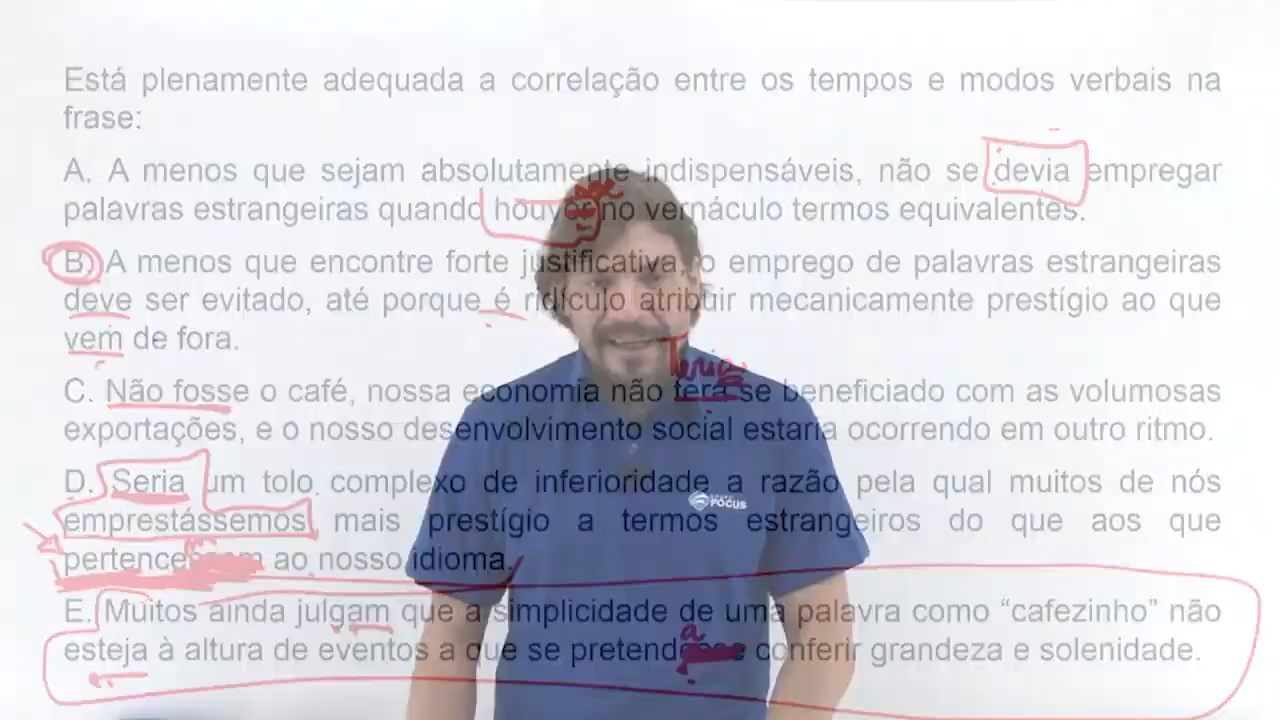 Está plenamente adequada a correlação entre os tempos e modos verbais na
frase:
A. A menos que sejam absolutamente indispensáveis, não se devia empregar
palavras estrangeiras quando houver no vernáculo termos equivalentes.
B. A menos que encontre forte justificativa, o emprego de palavras estrangeiras
deve ser evitado, até porque é ridículo atribuir mecanicamente prestígio ao que
vem de fora.
Teria
C. Não fosse o café, nossa economia não terá se beneficiado com as volumosas
exportações, e o nosso desenvolvimento social estaria ocorrendo em outro ritmo.
D. Seria um tolo complexo de inferioridade a razão pela qual muitos de nós
emprestássemos mais prestígio a termos estrangeiros do que aos que
FOCUS
ao nosso idioma.
E. Muitos ainda julgam que a simplicidade de uma palavra como “cafezinho” não
a
esteja à altura de eventos a que se conferir grandeza e solenidade.